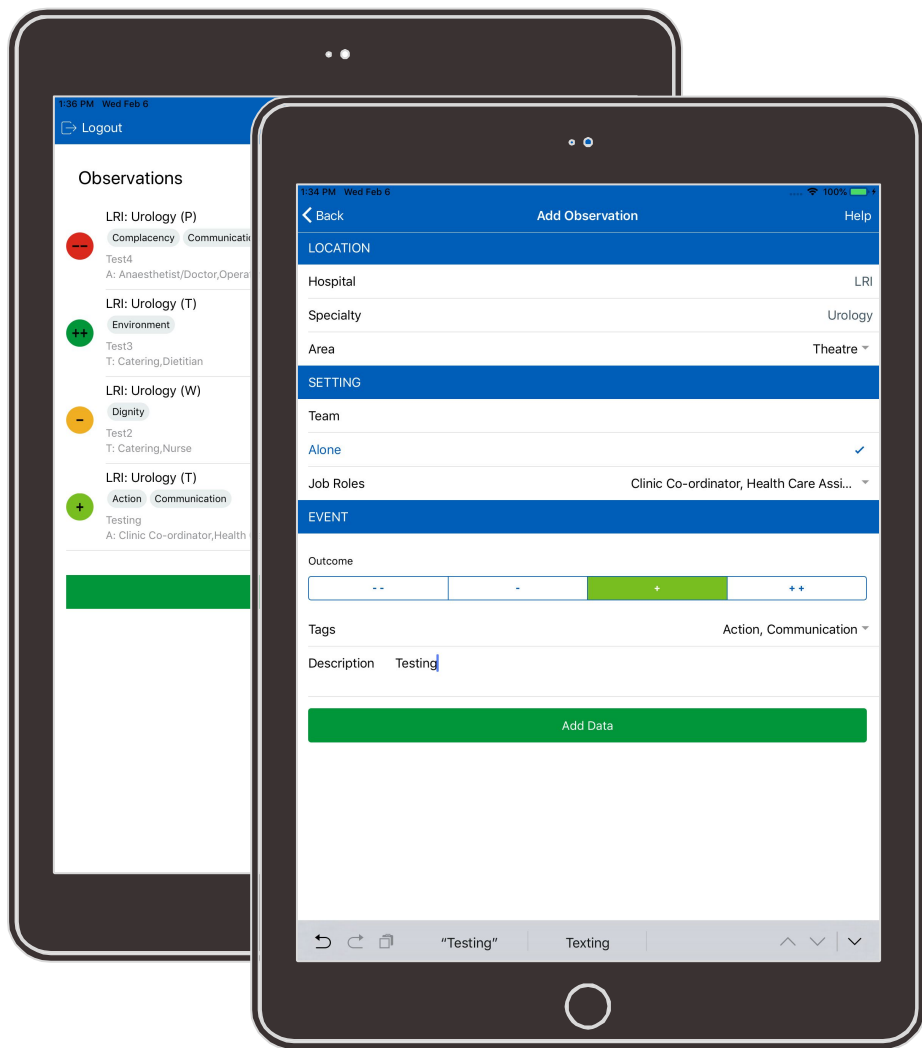 1:36 PM Wed Feb 6
Logout
Observations
LRI: Urology (P)
--
Complacency Communicatio
Test4
A: Anaesthetist/Doctor,Opera
LRI: Urology (T)
++
Environment
Test3
T: Catering,Dietitian
LRI: Urology (W)
-
Dignity
Test2
T: Catering,Nurse
LRI: Urology (T)
+
Action Communication
Testing
A: Clinic Co-ordinator,Health
1:34 PM Wed Feb 6 100%
Back Add Observation Help
LOCATION
Hospital LRI
Specialty Urology
Area Theatre
SETTING
Team
Alone
Job Roles Clinic Co-ordinator, Health Care Assi...
EVENT
Outcome
-- - + ++
Tags Action, Communication
Description Testing
Add Data
“Testing” Texting